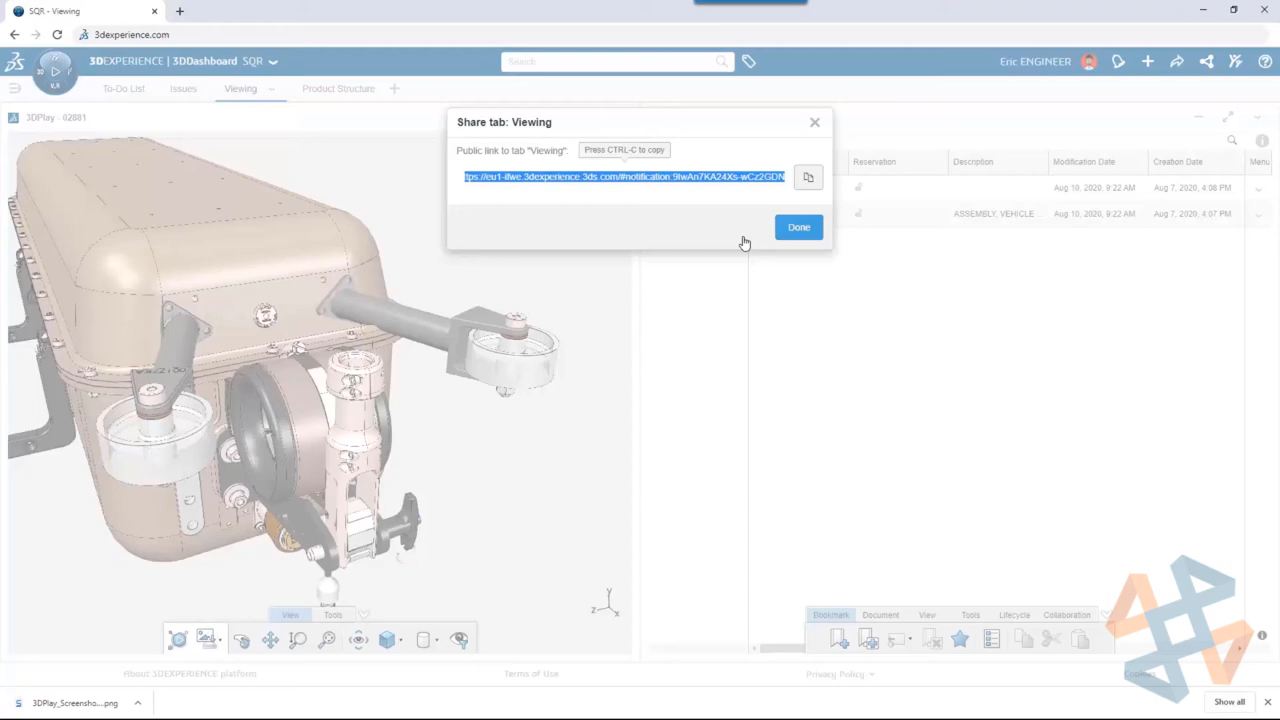 SQR - Viewing
3dexperience.com
3DEXPERIENCE | 3DDashboard SQR
Search
Eric ENGINEER
V.R
To-Do List
Issues
Viewing
Product Structure
3DPlay - 02881
Share tab: Viewing
Public link to tab "Viewing":
Press CTRL-C to copy
Done
Reservation
Description
Modification Date
Creation Date
Menu
Aug 10, 2020, 9:22 AM
Aug 7, 2020, 4:08 PM
ASSEMBLY, VEHICLE ...
Aug 10, 2020, 9:22 AM
Aug 7, 2020, 4:07 PM
Y
Z
X
View
Tools
Bookmark
Document
View
Tools
Lifecycle
Collaboration
About 3DEXPERIENCE platform
Terms of Use
Privacy Policy
3DPlay_Screensho....png
Show all